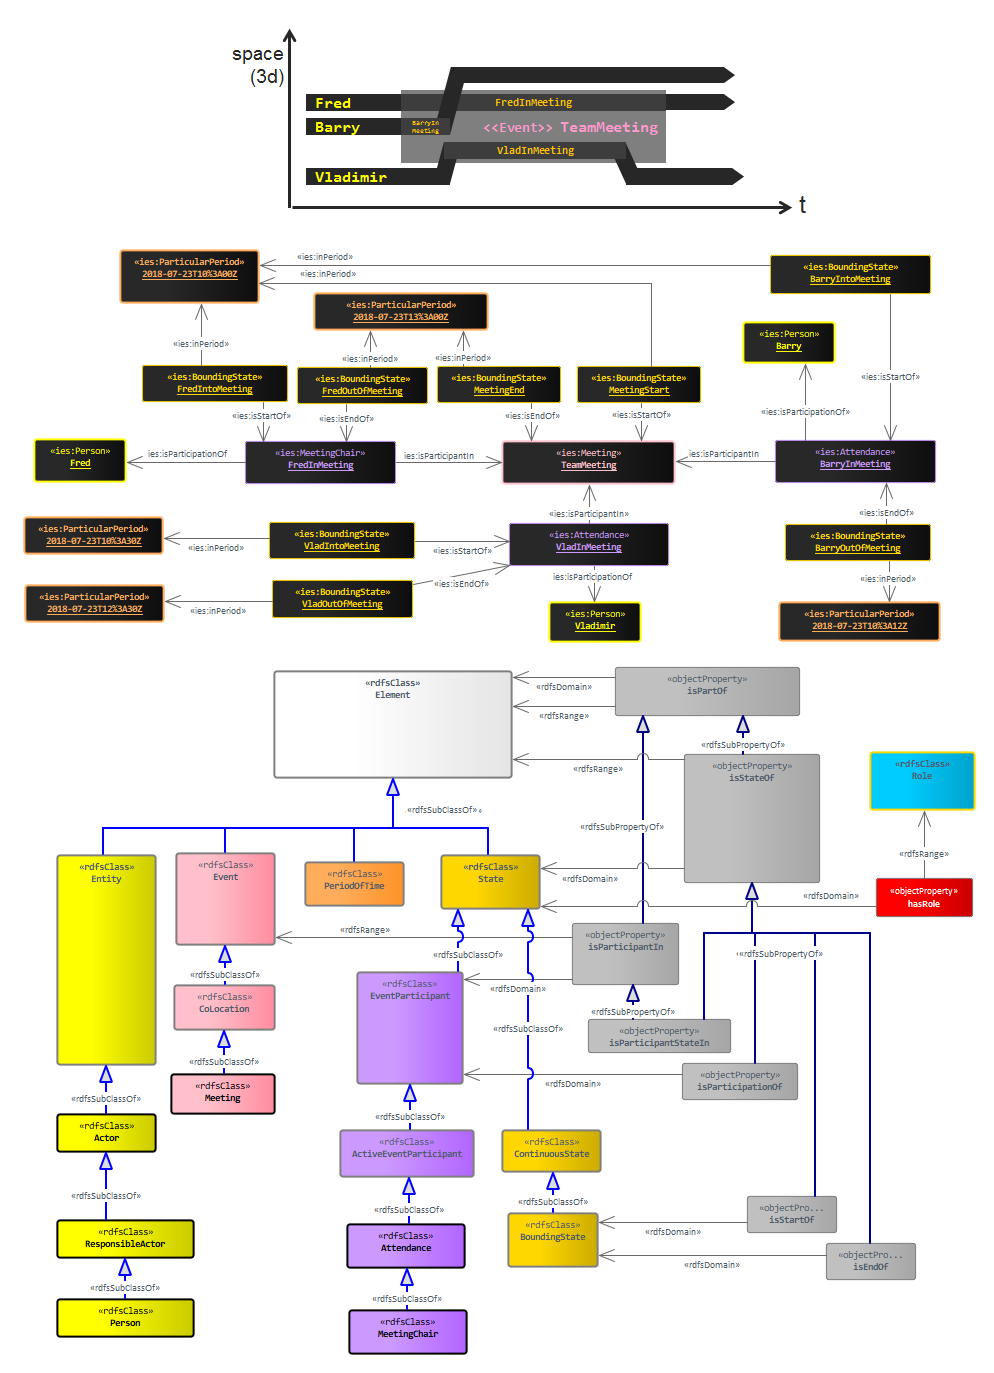 space
(3d)
Fred
FredInMeeting
Barry
BarryIn
Meeting
<<Event>> TeamMeeting
VladInMeeting
Vladimir
t
«ies:ParticularPeriod»
2018-07-23T10%3A00Z
«ies:inPeriod»
«ies:inPeriod»
«ies:BoundingState»
BarryIntoMeeting
«ies:ParticularPeriod»
2018-07-23T13%3A00Z
«ies:Person»
Barry
«ies:inPeriod»
«ies:inPeriod»
«ies:inPeriod»
«ies:BoundingState»
FredIntoMeeting
«ies:BoundingState»
FredOutOfMeeting
«ies:BoundingState»
MeetingEnd
«ies:BoundingState»
MeetingStart
«ies:isStartOf»
«ies:isStartOf»
«ies:isEndOf»
«ies:isEndOf»
«ies:isStartOf»
«ies:isParticipationOf»
«ies:Person»
Fred
ies:isParticipationOf
«ies:MeetingChair»
FredInMeeting
ies:isParticipantIn
«ies:Meeting»
TeamMeeting
ies:isParticipantIn
«ies:Attendance»
BarryInMeeting
«ies:isParticipantIn»
«ies:isEndOf»
«ies:ParticularPeriod»
2018-07-23T10%3A30Z
«ies:inPeriod»
«ies:BoundingState»
VladIntoMeeting
«ies:isStartOf»
«ies:Attendance»
VladInMeeting
«ies:BoundingState»
BarryOutOfMeeting
«ies:isEndOf»
«ies:isParticipationOf
«ies:inPeriod»
«ies:ParticularPeriod»
2018-07-23T12%3A30Z
«ies:inPeriod»
«ies:BoundingState»
VladOutOfMeeting
«ies:Person»
Vladimir
«ies:ParticularPeriod»
2018-07-23T10%3A12Z
«rdfsClass»
Element
«rdfsDomain»
«objectProperty»
isPartOf
«rdfsRange»
«rdfsSubPropertyOf»
«rdfsRange»
«objectProperty»
isStateOf
«rdfsClass»
Role
«rdfsSubClassOf»
«rdfsSubPropertyOf»
«rdfsRange»
«rdfsClass»
Entity
«rdfsClass»
Event
«rdfsClass»
PeriodOfTime
«rdfsClass»
State
«rdfsDomain»
«rdfsDomain»
«objectProperty»
hasRole
«rdfsRange»
«objectProperty»
isParticipantIn
«rdfsSubClassOf»
«rdfsSubPropertyOf»
«rdfsSubClassOf»
«rdfsClass»
EventParticipant
«rdfsDomain»
«rdfsClass»
CoLocation
«rdfsSubPropertyOf»
«rdfsSubClassOf»
«objectProperty»
isParticipantStateIn
«rdfsSubClassOf»
«rdfsClass»
Meeting
«rdfsDomain»
«objectProperty»
isParticipationOf
«rdfsSubClassOf»
«rdfsSubClassOf»
«rdfsClass»
Actor
«rdfsClass»
ActiveEventParticipant
«rdfsClass»
ContinuousState
«rdfsSubClassOf»
«rdfsSubClassOf»
«rdfsSubClassOf»
«rdfsClass»
ResponsibleActor
«rdfsClass»
Attendance
«rdfsClass»
BoundingState
«rdfsDomain»
«objectPro...
isStartOf
«rdfsDomain»
«objectPro...
isEndOf
«rdfsSubClassOf»
«rdfsSubClassOf»
«rdfsClass»
Person
«rdfsClass»
MeetingChair